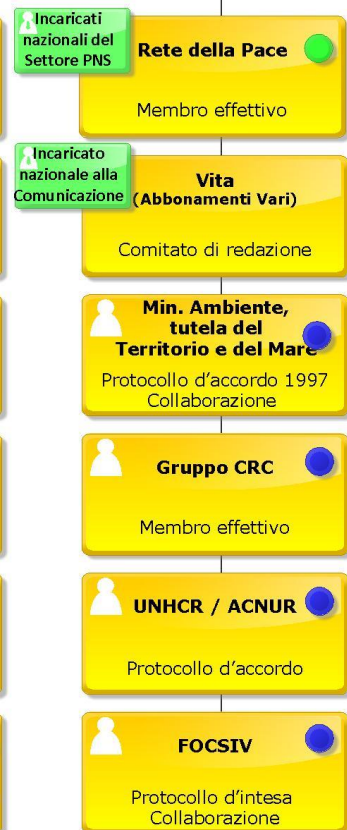 Incaricati
nazionali del
Settore PNS
Rete della Pace
Membro effettivo
Incaricato
nazionale alla
Comunicazione
Vita
(Abbonamenti Vari)
Comitato di redazione
Min. Ambiente,
tutela del
Territorio e del Mare
Protocollo d'accordo 1997
Collaborazione
Gruppo CRC
Membro effettivo
UNHCR / ACNUR
Protocollo d'accordo
FOCSIV
Protocollo d'intesa
Collaborazione